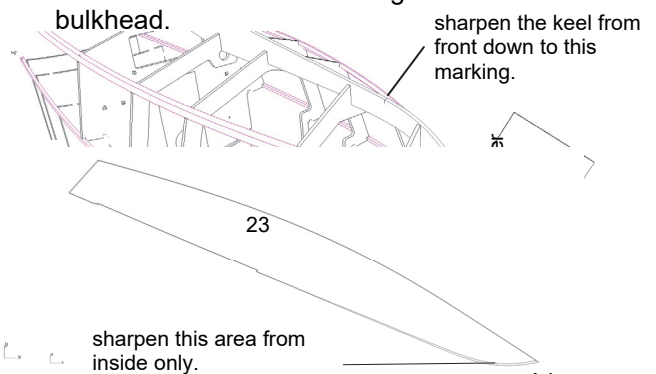 bulkhead.
sharpen the keel from
front down to this
marking.
23
sharpen this area from
inside only.